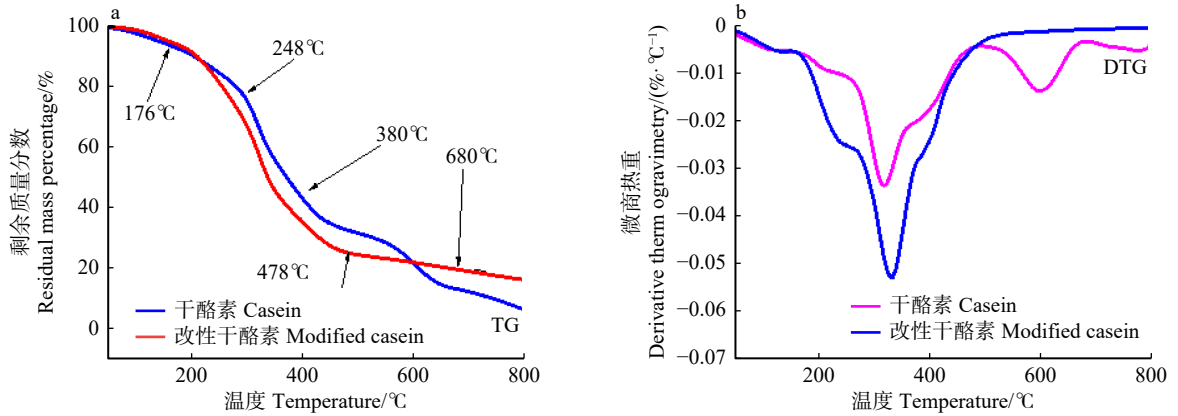 a
100
80
60
40
20
0
剩余质量分数
Residual mass percentage/%
248℃
176℃
380℃
680℃
478℃
干酪素 Casein
改性干酪素 Modified casein
TG
200
400
600
800
温度 Temperature/℃
b
0
−0.01
−0.02
−0.03
−0.04
−0.05
−0.06
−0.07
微商热重
Derivative therm ogravimetry/(%·℃⁻¹)
DTG
干酪素 Casein
改性干酪素 Modified casein
200
400
600
800
温度 Temperature/℃